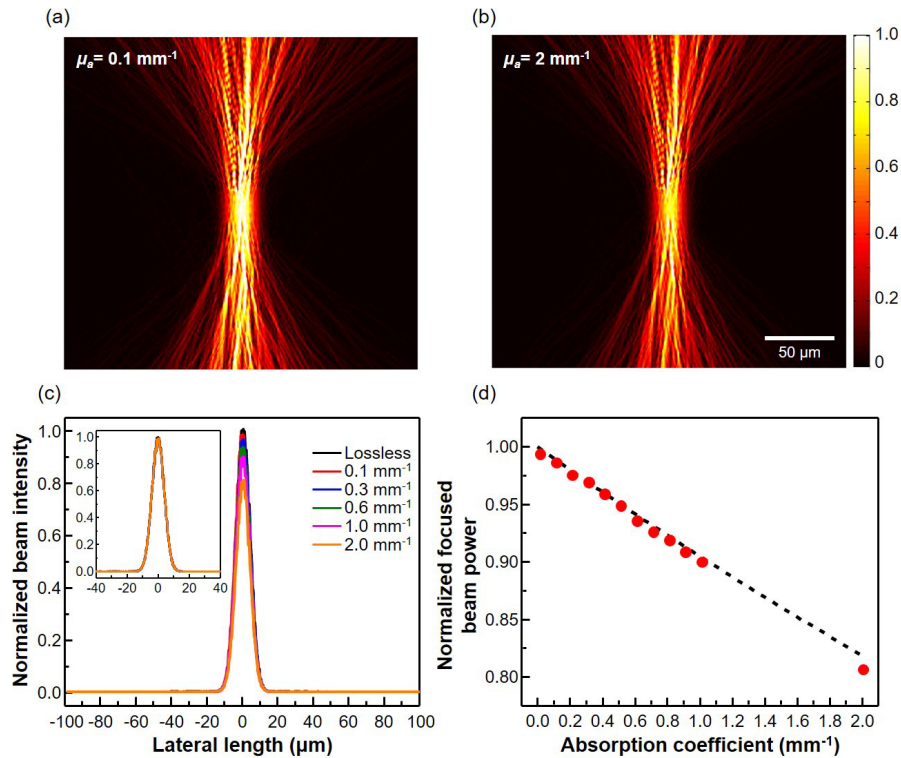 (a)
μa= 0.1 mm-1
(b)
μa= 2 mm-1
50 μm
1.0
0.8
0.6
0.4
0.2
0
(c)
Normalized beam intensity
1.0
0.8
0.6
0.4
0.2
0.0
1.0
0.8
0.6
0.4
0.2
0.0
-40 -20 0 20 40
Lossless
0.1 mm-1
0.3 mm-1
0.6 mm-1
1.0 mm-1
2.0 mm-1
-100 -80 -60 -40 -20 0 20 40 60 80 100
Lateral length (μm)
(d)
Normalized focused
beam power
1.00
0.95
0.90
0.85
0.80
0.0 0.2 0.4 0.6 0.8 1.0 1.2 1.4 1.6 1.8 2.0
Absorption coefficient (mm-1)